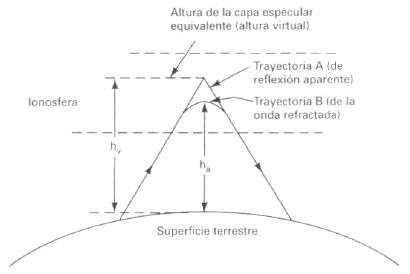 Altura de la capa especular
equivalente (altura virtual)
Trayectoria A (de
reflexión aparente)
Ionosfera
Trayectoria B (de la
onda refractada)
hv
ha
Superficie terrestre